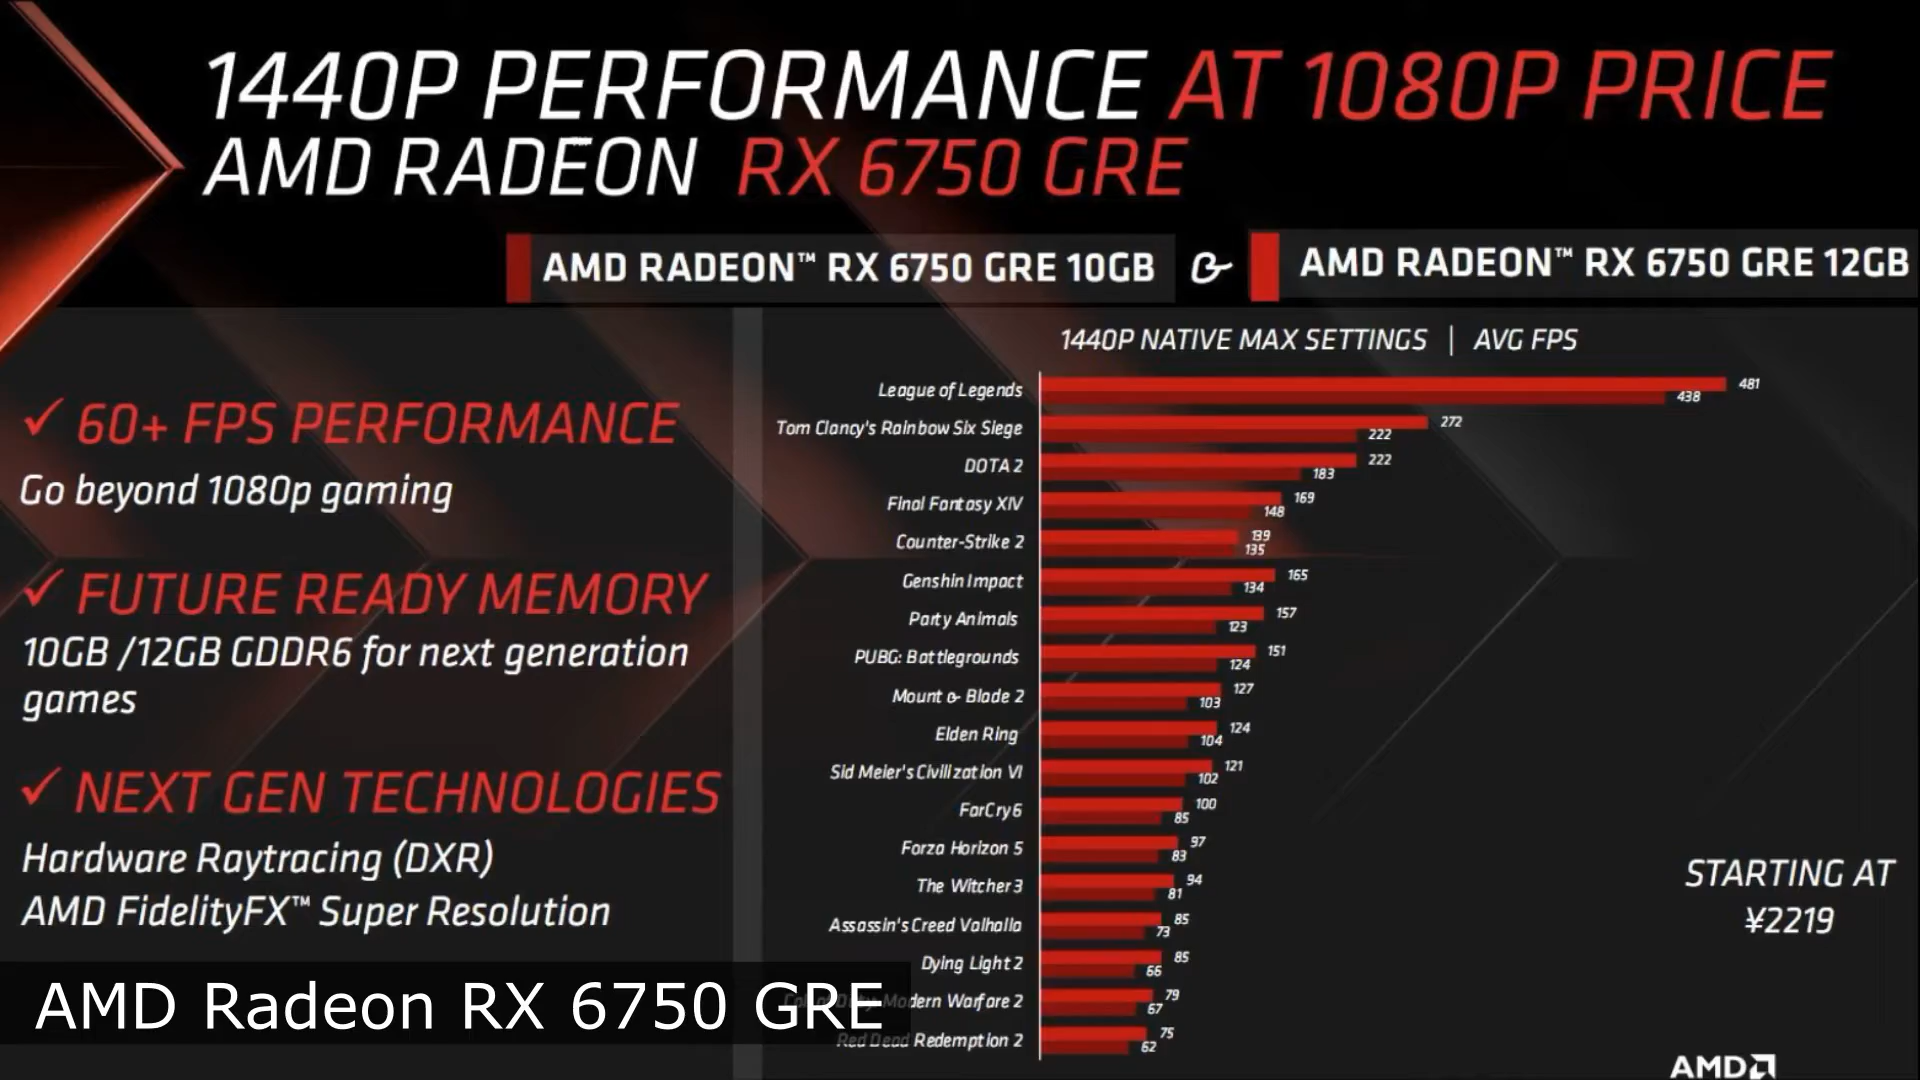 1440P PERFORMANCE AT 1080P PRICE
AMD RADEON RX 6750 GRE
AMD RADEON™ RX 6750 GRE 10GB & AMD RADEON™ RX 6750 GRE 12GB
✓ 60+ FPS PERFORMANCE
Go beyond 1080p gaming
✓ FUTURE READY MEMORY
10GB /12GB GDDR6 for next generation
games
✓ NEXT GEN TECHNOLOGIES
Hardware Raytracing (DXR)
AMD FidelityFX™ Super Resolution
1440P NATIVE MAX SETTINGS | AVG FPS
League of Legends 481
438
Tom Clancy's Rainbow Six Siege 272
222
DOTA 2 222
183
Final Fantasy XIV 169
148
Counter-Strike 2 139
135
Genshin Impact 165
134
Party Animals 157
123
PUBG: Battlegrounds 151
124
Mount & Blade 2 127
103
Elden Ring 124
104
Sid Meier's Civilization VI 121
102
FarCry6 100
85
Forza Horizon 5 97
83
The Witcher 3 94
81
Assassin's Creed Valhalla 85
73
Dying Light 2 85
66
Call of Duty: Modern Warfare 2 79
67
Red Dead Redemption 2 75
62
STARTING AT
¥2219
AMD
AMD Radeon RX 6750 GRE